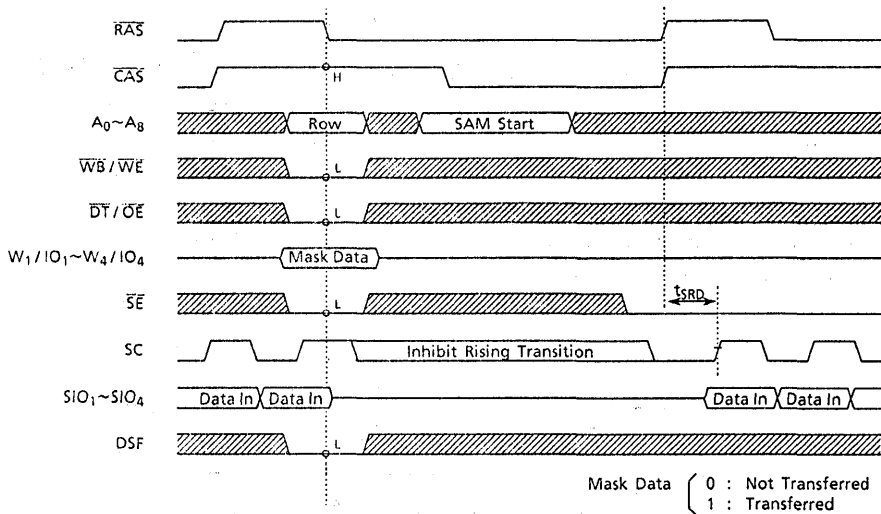 RAS
CAS H
A0~A8 Row SAM Start
WB/WE L
DT/OE L
W1/IO1~W4/IO4 Mask Data
SE L tSRD
SC Inhibit Rising Transition
SIO1~SIO4 Data In Data In Data In Data In
DSF L
Mask Data 0 : Not Transferred
1 : Transferred